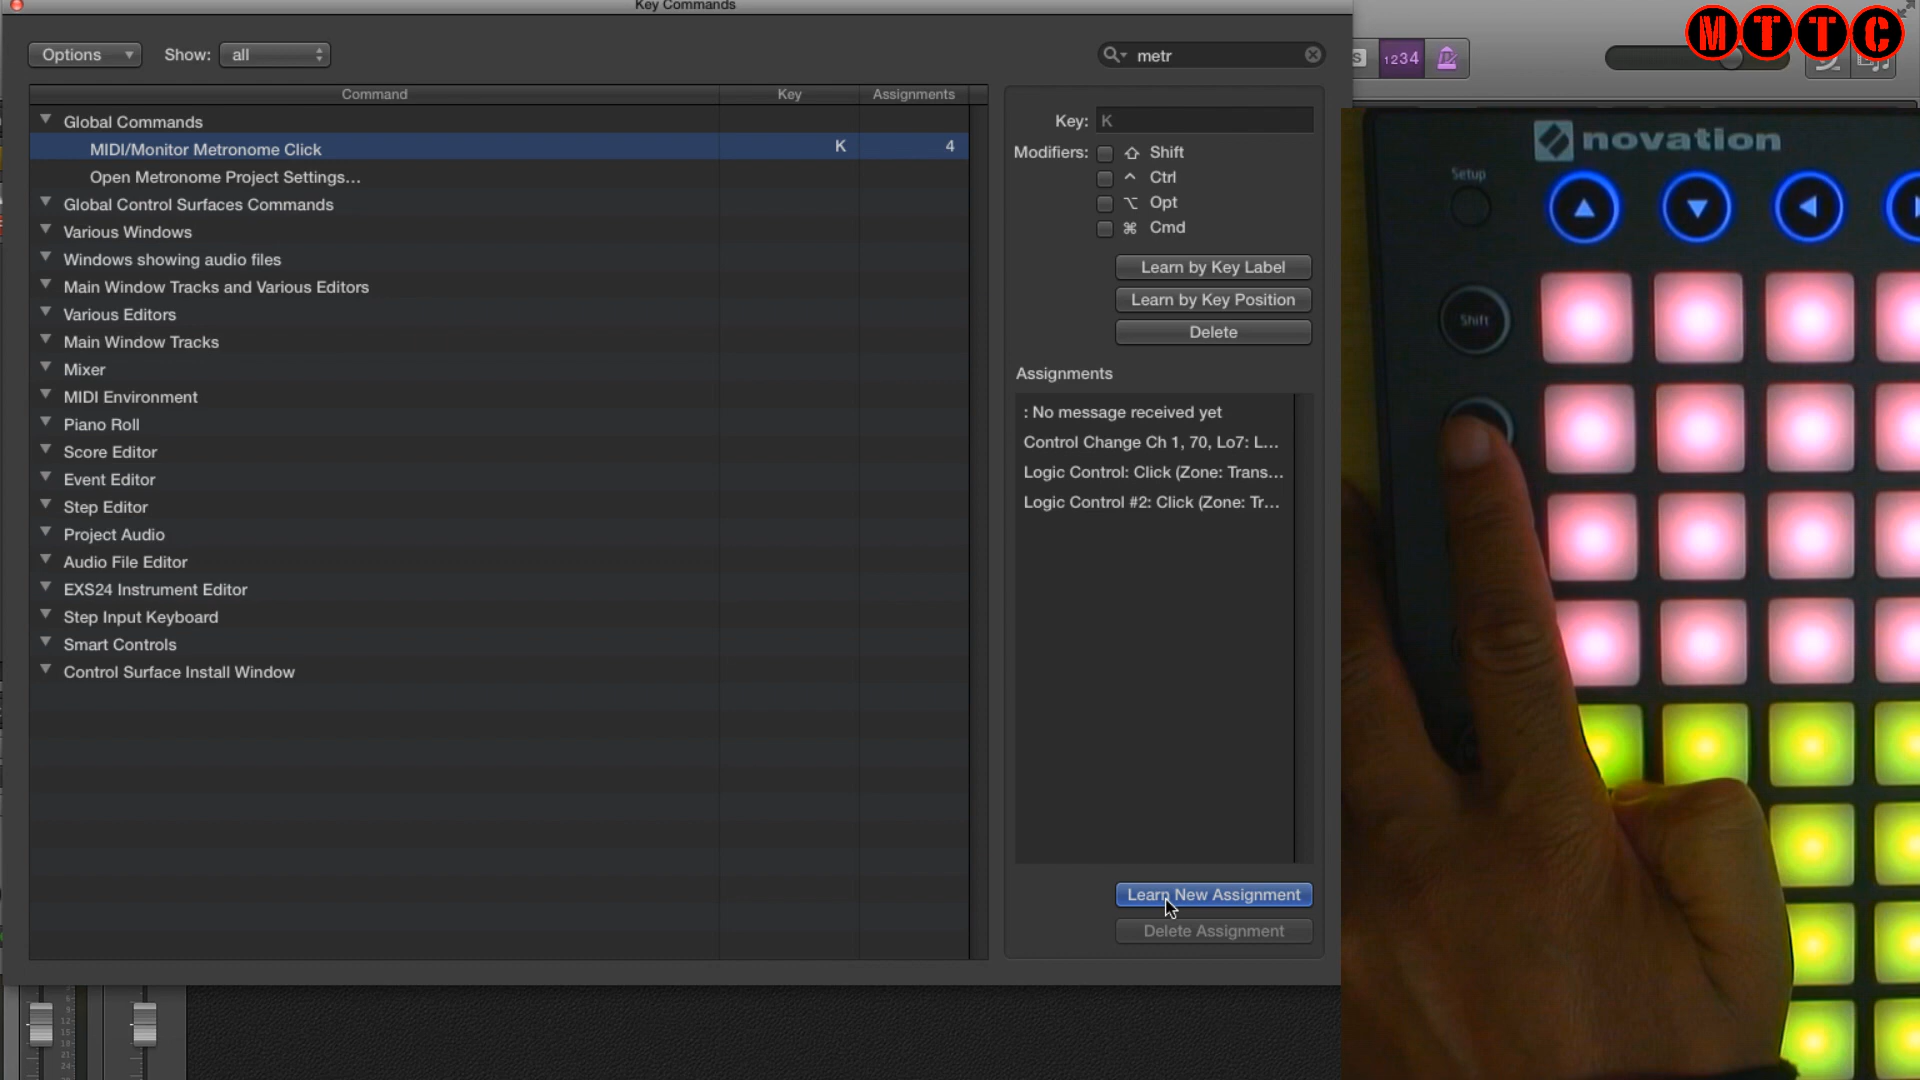 Key Commands
Options
Show: all
metr
Command Key Assignments
Global Commands
MIDI/Monitor Metronome Click K 4
Open Metronome Project Settings...
Global Control Surfaces Commands
Various Windows
Windows showing audio files
Main Window Tracks and Various Editors
Various Editors
Main Window Tracks
Mixer
MIDI Environment
Piano Roll
Score Editor
Event Editor
Step Editor
Project Audio
Audio File Editor
EXS24 Instrument Editor
Step Input Keyboard
Smart Controls
Control Surface Install Window
Key: K
Modifiers: Shift
Ctrl
Opt
Cmd
Learn by Key Label
Learn by Key Position
Delete
Assignments
: No message received yet
Control Change Ch 1, 70, Lo7: L...
Logic Control: Click (Zone: Trans...
Logic Control #2: Click (Zone: Tr...
Learn New Assignment
Delete Assignment
S 1234
MTTC
novation
Setup
Shift